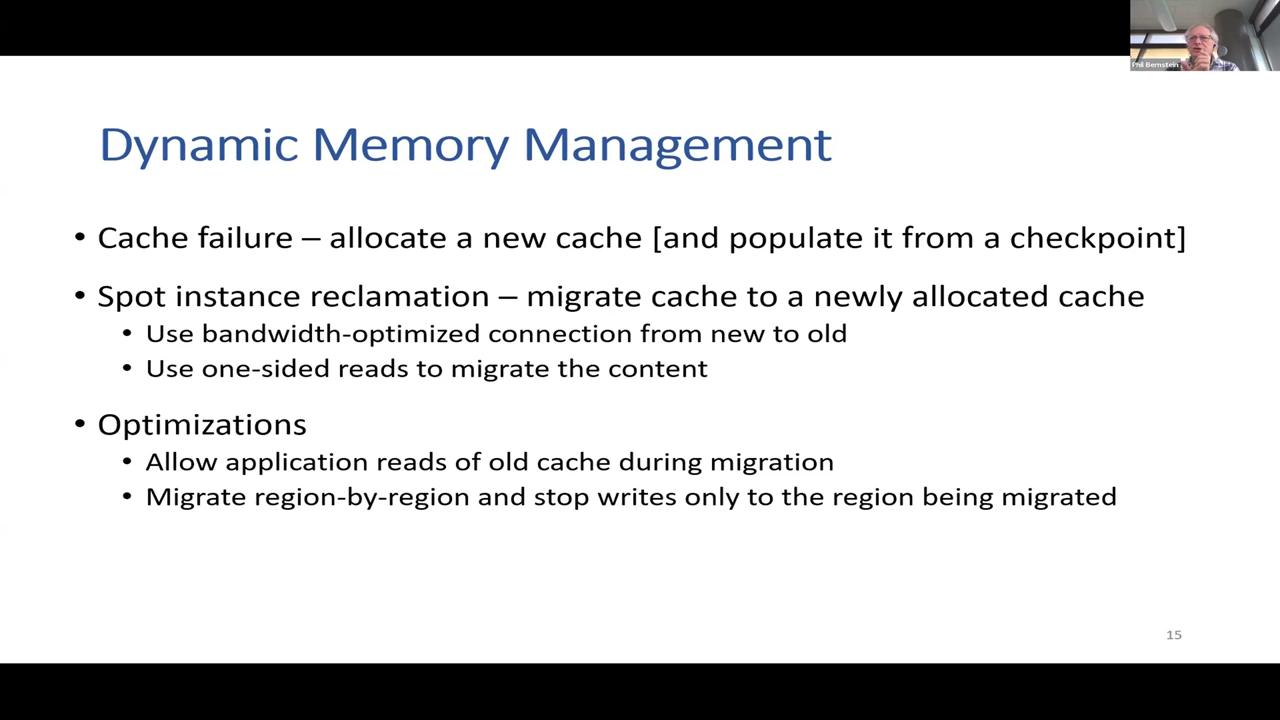 Phil Bernstein
Dynamic Memory Management
• Cache failure – allocate a new cache [and populate it from a checkpoint]
• Spot instance reclamation – migrate cache to a newly allocated cache
• Use bandwidth-optimized connection from new to old
• Use one-sided reads to migrate the content
• Optimizations
• Allow application reads of old cache during migration
• Migrate region-by-region and stop writes only to the region being migrated
15